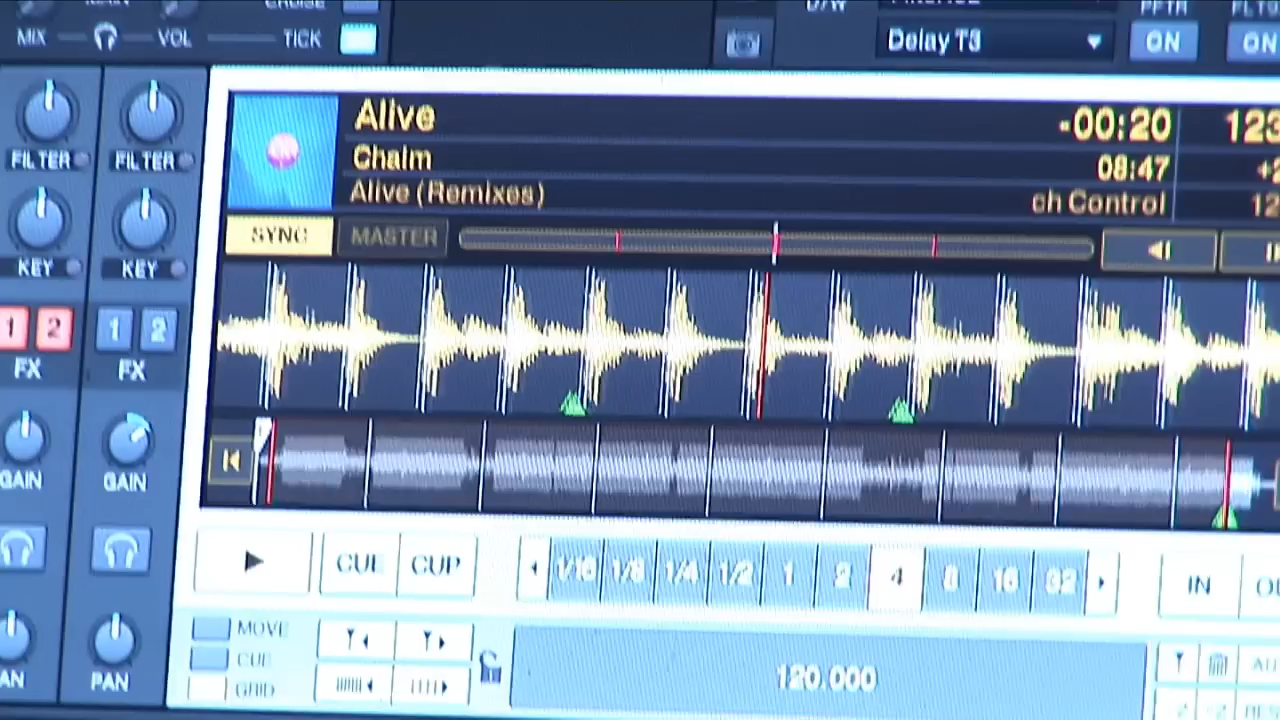 MIX VOL TICK
Delay T3
ON ON
Alive
-00:20
123
FILTER FILTER
Chaim
08:47
Alive (Remixes)
ch Control
12
SYNC MASTER
KEY KEY
1 2 1 2
FX FX
GAIN GAIN
CUE CUP
1/16 1/8 1/4 1/2 1 2 4 8 16 32
IN
MOVE
CUE
GRID
120.000
PAN